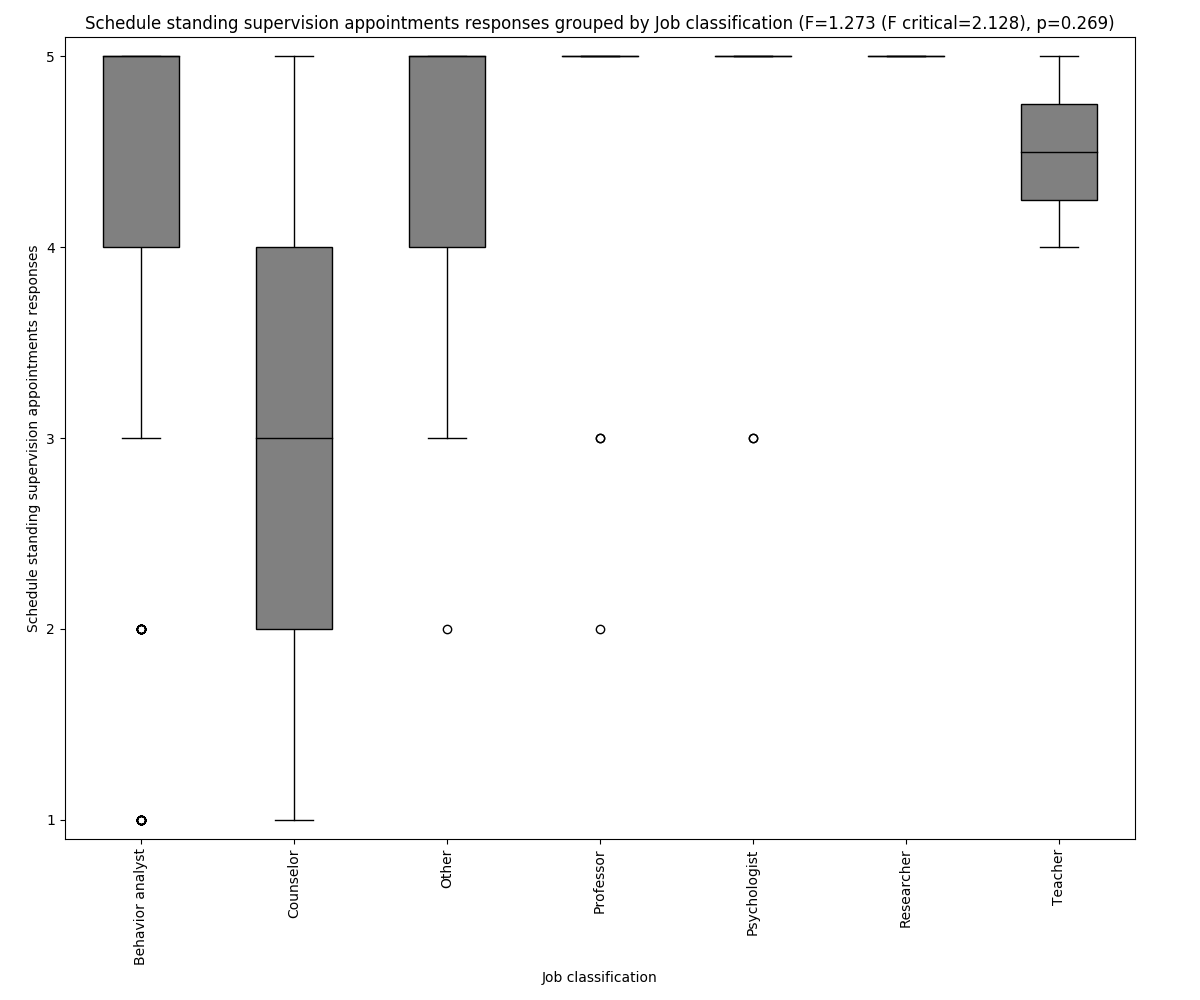 Schedule standing supervision appointments responses grouped by Job classification (F=1.273 (F critical=2.128), p=0.269)
Schedule standing supervision appointments responses
5
4
3
2
1
Behavior analyst
Counselor
Other
Professor
Psychologist
Researcher
Teacher
Job classification